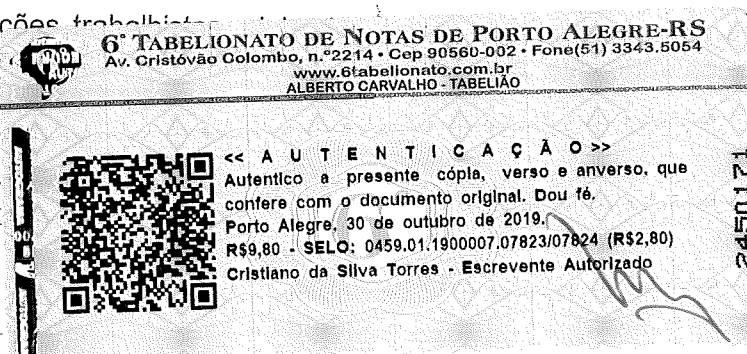 ções trabalhistas
6º TABELIONATO DE NOTAS DE PORTO ALEGRE-RS
Av. Cristóvão Colombo, n.º2214 • Cep 90560-002 • Fone(51) 3343.5054
www.6tabelionato.com.br
ALBERTO CARVALHO - TABELIÃO
<< A U T E N T I C A Ç Ã O >>
Autentico a presente cópia, verso e anverso, que
confere com o documento original. Dou fé.
Porto Alegre, 30 de outubro de 2019.
R$9,80 - SELO: 0459.01.1900007.07823/07824 (R$2,80)
Cristiano da Silva Torres - Escrevente Autorizado